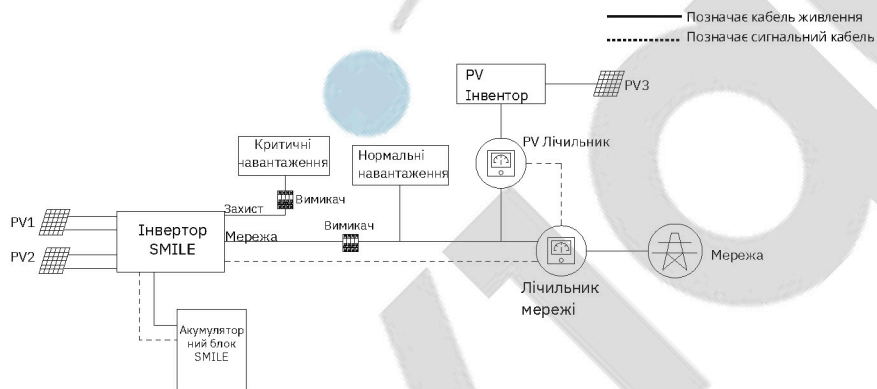 Позначає кабель живлення
Позначає сигнальний кабель
PV
Інвентор
PV3
PV Лічильник
Критичні
навантаження
Нормальні
навантаження
Вимикач
Захист
PV1
Інвертор
SMILE
Мережа
Вимикач
PV2
Мережа
Лічильник
мережі
Акумулятор
ний блок
SMILE